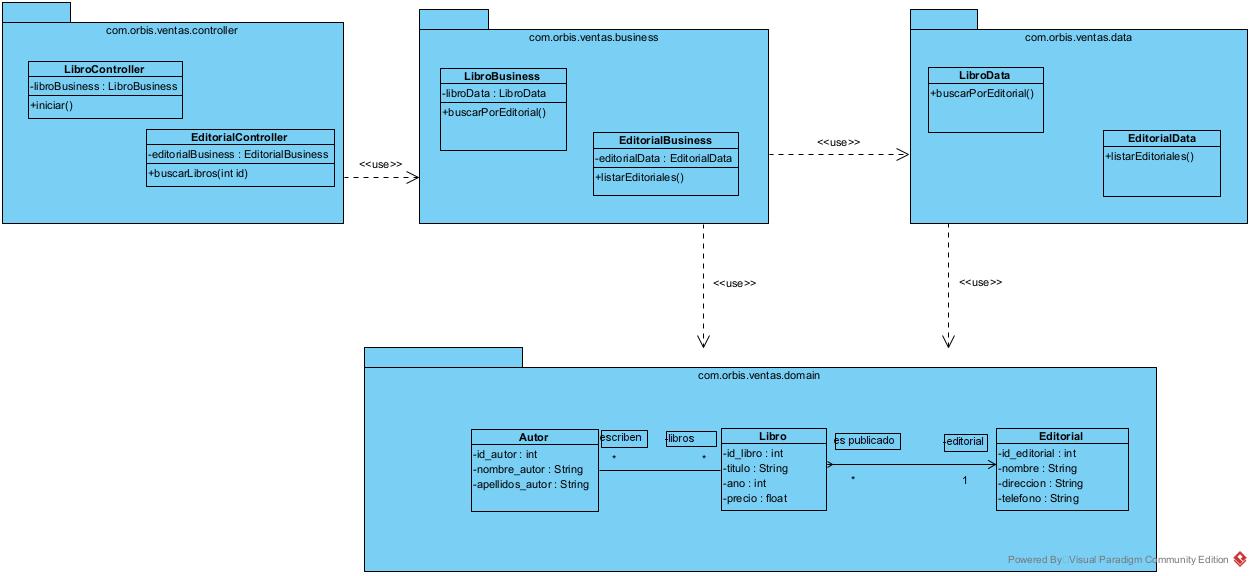 com.orbis.ventas.controller
LibroController
-libroBusiness : LibroBusiness
+iniciar()
EditorialController
-editorialBusiness : EditorialBusiness
+buscarLibros(int id)
<<use>>
com.orbis.ventas.business
LibroBusiness
-libroData : LibroData
+buscarPorEditorial()
EditorialBusiness
-editorialData : EditorialData
+listarEditoriales()
<<use>>
com.orbis.ventas.data
LibroData
+buscarPorEditorial()
EditorialData
+listarEditoriales()
<<use>>
<<use>>
com.orbis.ventas.domain
Autor
-id_autor : int
-nombre_autor : String
-apellidos_autor : String
escriben
*
-libros
*
Libro
-id_libro : int
-titulo : String
-ano : int
-precio : float
es publicado
*
-editorial
1
Editorial
-id_editorial : int
-nombre : String
-direccion : String
-telefono : String
Powered By Visual Paradigm Community Edition